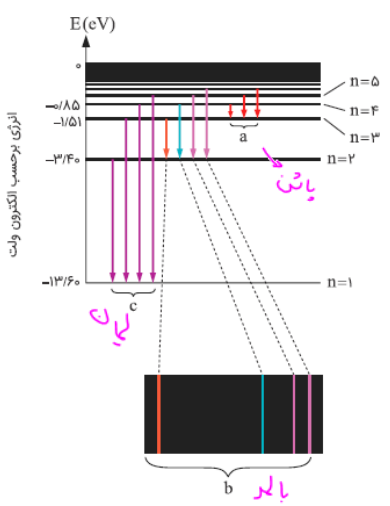 E(eV)
۰
n=۵
−۰/۸۵
n=۴
−۱/۵۱
n=۳
a
−۳/۴۰
n=۲
پاشن
انرژی برحسب الکترون ولت
−۱۳/۶۰
n=۱
c
لیمان
b
بالمر